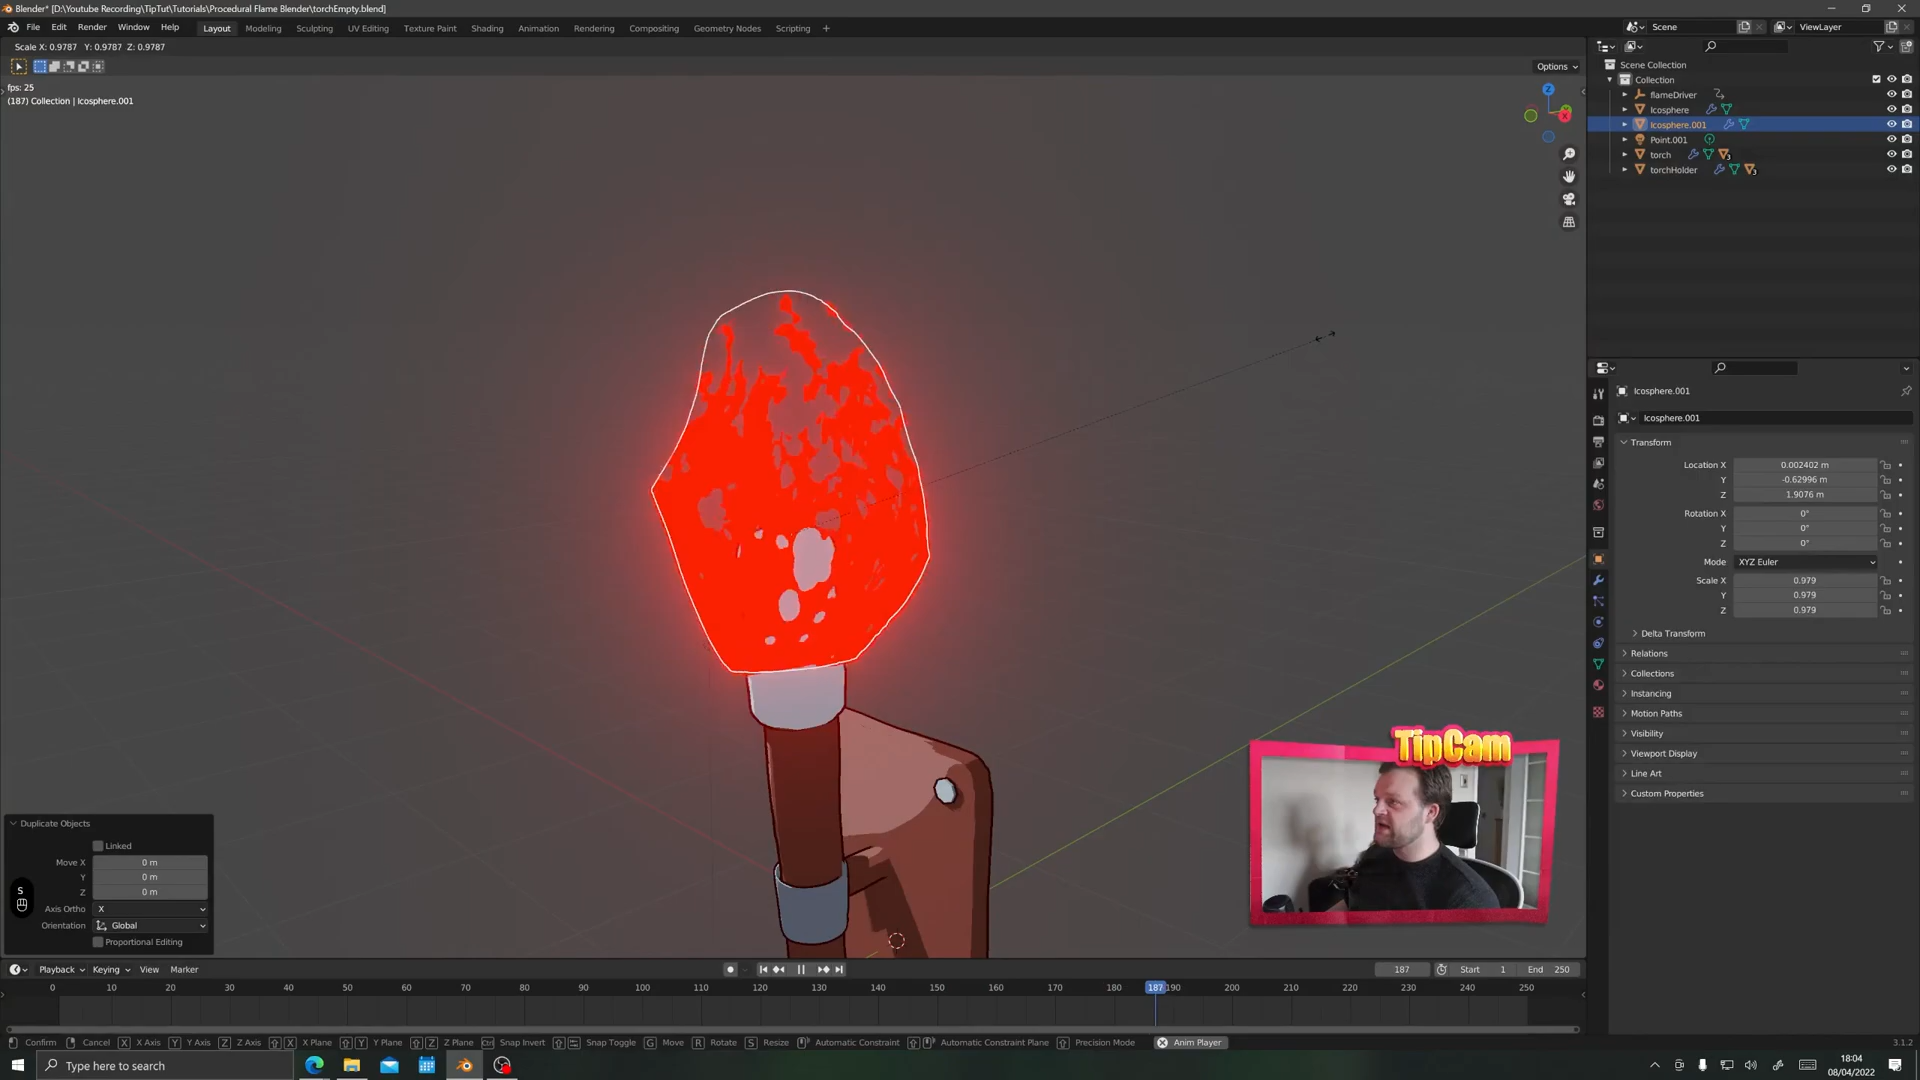 Blender* [D:\Youtube Recording\TipTut\Tutorials\Procedural Flame Blender\torchEmpty.blend]
File Edit Render Window Help Layout Modeling Sculpting UV Editing Texture Paint Shading Animation Rendering Compositing Geometry Nodes Scripting + Scene ViewLayer
Scale X: 0.9787 Y: 0.9787 Z: 0.9787
Options
fps: 25
(187) Collection | Icosphere.001
Z
X
Scene Collection
Collection
flameDriver
Icosphere
Icosphere.001
Point.001
torch 3
torchHolder 3
Icosphere.001
Icosphere.001
Transform
Location X 0.002402 m
Y -0.62996 m
Z 1.9076 m
Rotation X 0°
Y 0°
Z 0°
Mode XYZ Euler
Scale X 0.979
Y 0.979
Z 0.979
Delta Transform
Relations
Collections
Instancing
Motion Paths
Visibility
Viewport Display
Line Art
Custom Properties
TipCam
Duplicate Objects
Linked
Move X 0 m
Y 0 m
Z 0 m
Axis Ortho X
Orientation Global
Proportional Editing
S
Playback Keying View Marker 187 Start 1 End 250
0 10 20 30 40 50 60 70 80 90 100 110 120 130 140 150 160 170 180 187 190 200 210 220 230 240 250
Confirm Cancel X X Axis Y Y Axis Z Z Axis X X Plane Y Y Plane Z Z Plane Ctrl Snap Invert Snap Toggle G Move R Rotate S Resize Automatic Constraint Automatic Constraint Plane Precision Mode Anim Player 3.1.2
Type here to search
18:04
08/04/2022